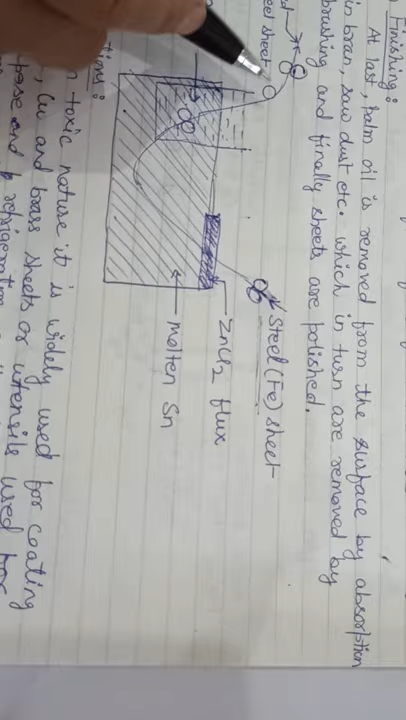 Finishing:
At last, palm oil is removed from the surface by absorption
in bran, saw dust etc. which in turn are removed by
brushing and finally sheets are polished.
Steel (Fe) sheet
ZnCl2 flux
molten Sn
toxic nature it is widely used for coating
, Cu and brass sheets or utensils used for
refrigeration